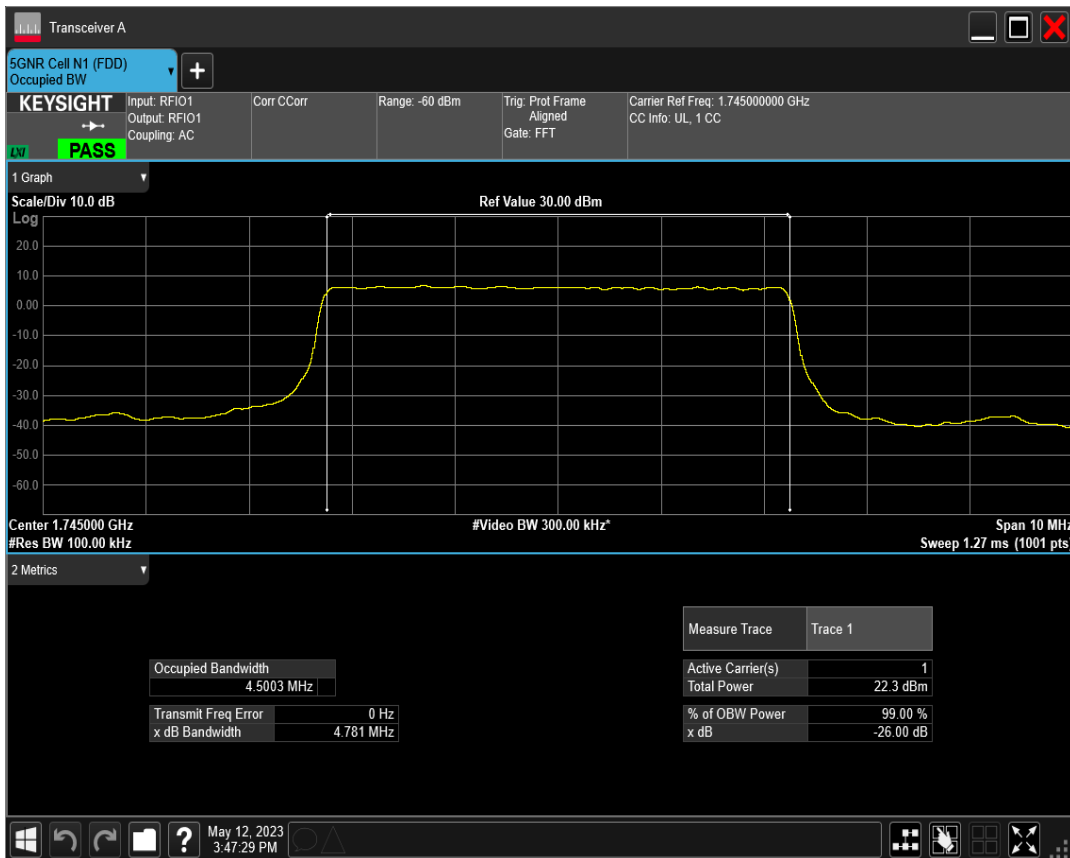 Transceiver A
5GNR Cell N1 (FDD)
Occupied BW
KEYSIGHT
LXI
PASS
Input: RFIO1
Output: RFIO1
Coupling: AC
Corr CCorr
Range: -60 dBm
Trig: Prot Frame
Aligned
Gate: FFT
Carrier Ref Freq: 1.745000000 GHz
CC Info: UL, 1 CC
1 Graph
Scale/Div 10.0 dB
Ref Value 30.00 dBm
Log
20.0
10.0
0.00
-10.0
-20.0
-30.0
-40.0
-50.0
-60.0
Center 1.745000 GHz
#Video BW 300.00 kHz*
Span 10 MHz
#Res BW 100.00 kHz
Sweep 1.27 ms (1001 pts)
2 Metrics
Measure Trace Trace 1
Occupied Bandwidth
4.5003 MHz
Active Carrier(s) 1
Total Power 22.3 dBm
Transmit Freq Error 0 Hz
x dB Bandwidth 4.781 MHz
% of OBW Power 99.00 %
x dB -26.00 dB
?
May 12, 2023
3:47:29 PM